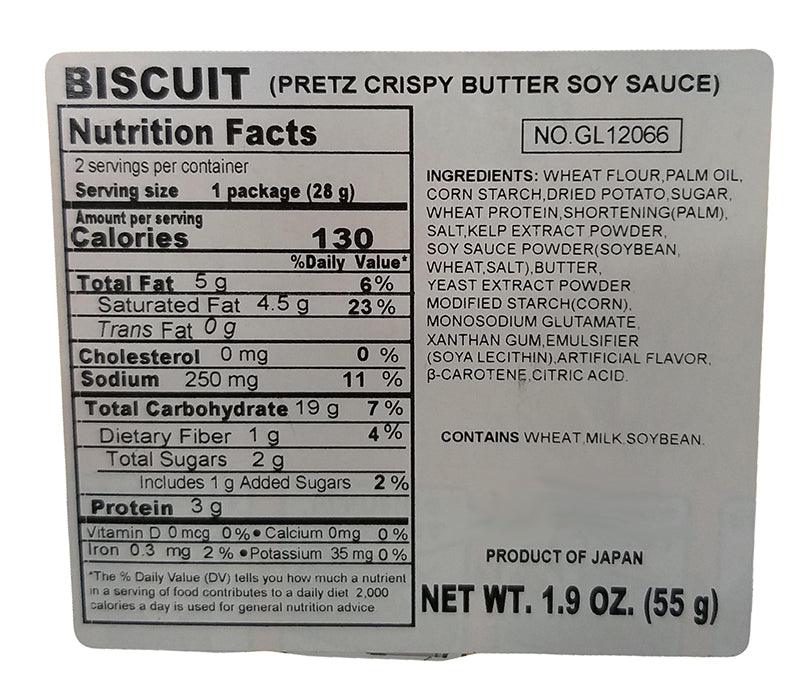 BISCUIT (PRETZ CRISPY BUTTER SOY SAUCE)
Nutrition Facts
2 servings per container
Serving size 1 package (28 g)
Amount per serving
Calories 130
%Daily Value*
Total Fat 5 g 6%
Saturated Fat 4.5 g 23%
Trans Fat 0 g
Cholesterol 0 mg 0 %
Sodium 250 mg 11 %
Total Carbohydrate 19 g 7%
Dietary Fiber 1 g 4%
Total Sugars 2 g
Includes 1 g Added Sugars 2%
Protein 3 g
Vitamin D 0 mcg 0% • Calcium 0mg 0%
Iron 0.3 mg 2% • Potassium 35 mg 0%
*The % Daily Value (DV) tells you how much a nutrient
in a serving of food contributes to a daily diet 2,000
calories a day is used for general nutrition advice
NO.GL12066
INGREDIENTS: WHEAT FLOUR,PALM OIL,
CORN STARCH,DRIED POTATO,SUGAR,
WHEAT PROTEIN,SHORTENING(PALM),
SALT,KELP EXTRACT POWDER,
SOY SAUCE POWDER(SOYBEAN,
WHEAT,SALT),BUTTER,
YEAST EXTRACT POWDER
MODIFIED STARCH(CORN),
MONOSODIUM GLUTAMATE,
XANTHAN GUM,EMULSIFIER
(SOYA LECITHIN),ARTIFICIAL FLAVOR,
β-CAROTENE,CITRIC ACID.
CONTAINS WHEAT,MILK,SOYBEAN.
PRODUCT OF JAPAN
NET WT. 1.9 OZ. (55 g)